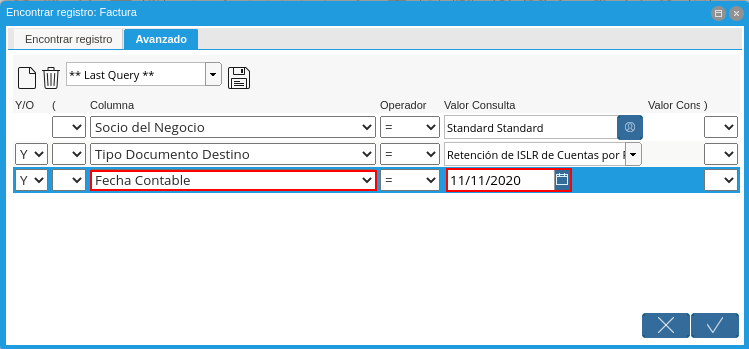 Encontrar registro: Factura
Encontrar registro Avanzado
** Last Query **
Y/O ( Columna Operador Valor Consulta Valor Cons )
Socio del Negocio = Standard Standard
Y Tipo Documento Destino = Retención de ISLR de Cuentas por
Y Fecha Contable = 11/11/2020